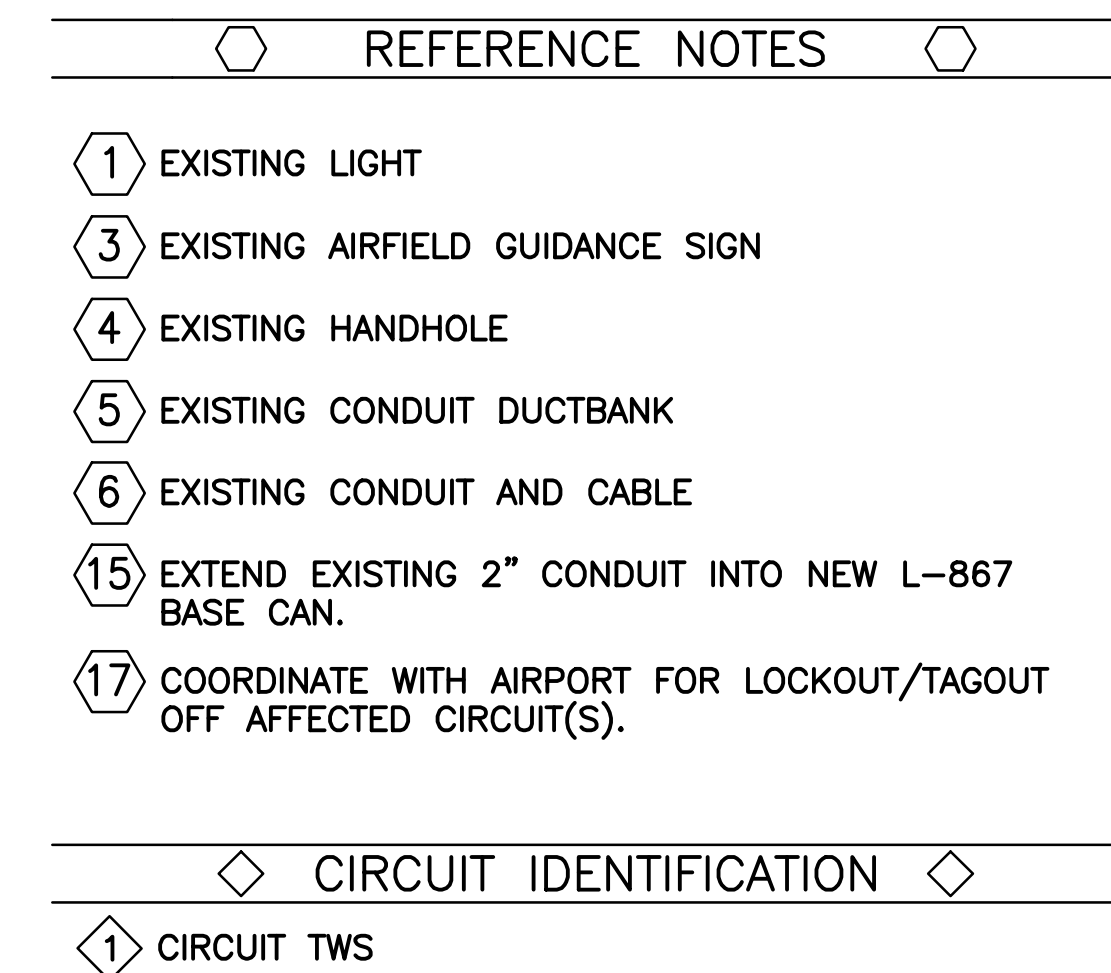 REFERENCE NOTES
1 EXISTING LIGHT
3 EXISTING AIRFIELD GUIDANCE SIGN
4 EXISTING HANDHOLE
5 EXISTING CONDUIT DUCTBANK
6 EXISTING CONDUIT AND CABLE
15 EXTEND EXISTING 2” CONDUIT INTO NEW L-867
BASE CAN.
17 COORDINATE WITH AIRPORT FOR LOCKOUT/TAGOUT
OFF AFFECTED CIRCUIT(S).
CIRCUIT IDENTIFICATION
1 CIRCUIT TWS